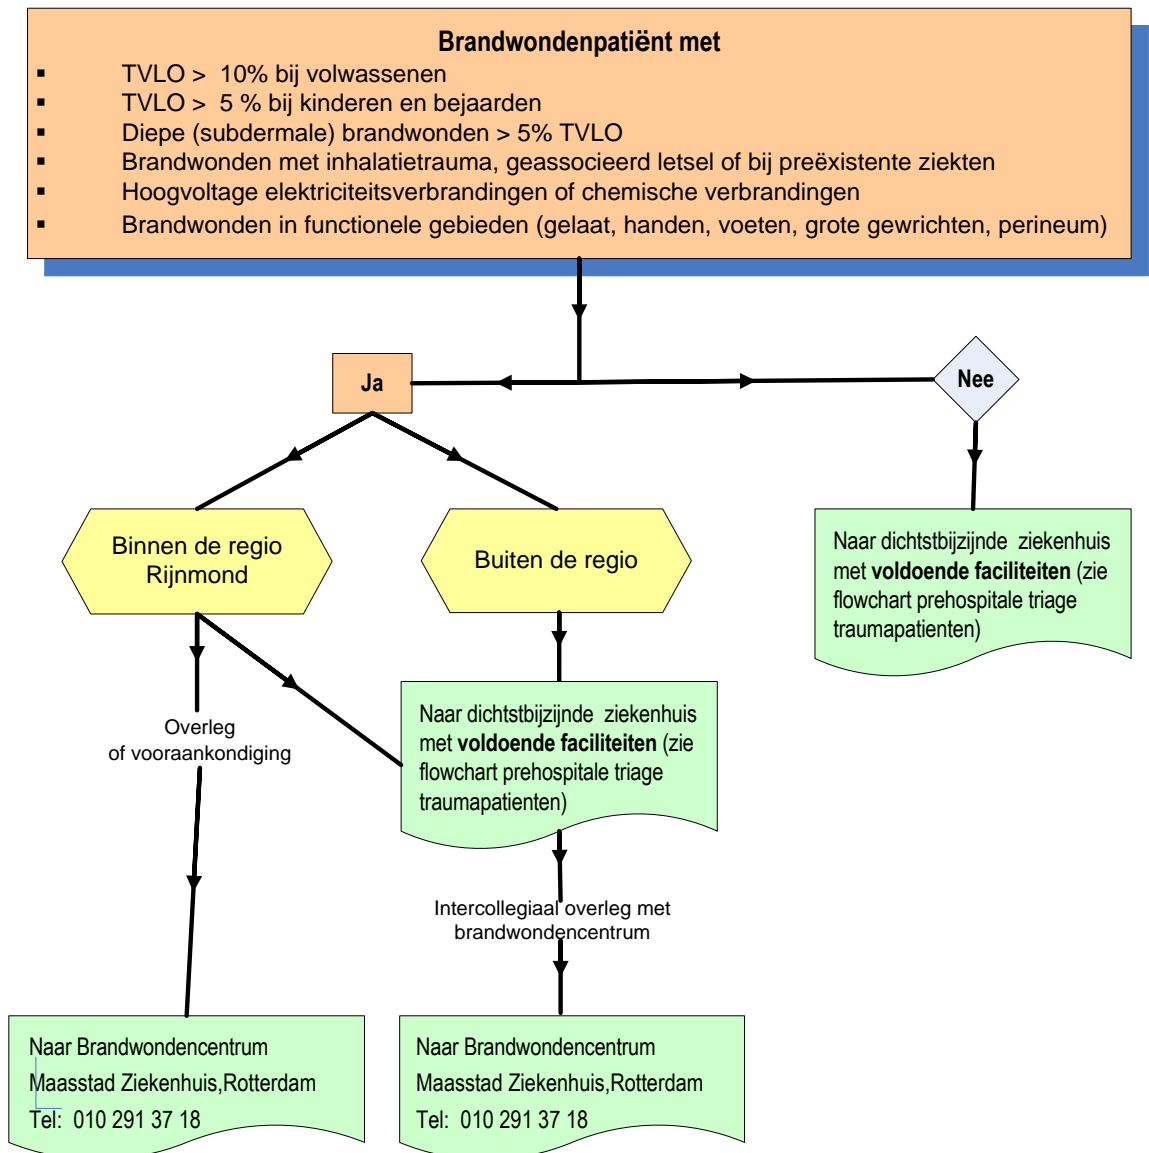 Brandwondenpatiënt met
▪ TVLO > 10% bij volwassenen
▪ TVLO > 5 % bij kinderen en bejaarden
▪ Diepe (subdermale) brandwonden > 5% TVLO
▪ Brandwonden met inhalatietrauma, geassocieerd letsel of bij preëxistente ziekten
▪ Hoogvoltage elektriciteitsverbrandingen of chemische verbrandingen
▪ Brandwonden in functionele gebieden (gelaat, handen, voeten, grote gewrichten, perineum)
Ja
Nee
Binnen de regio
Rijnmond
Buiten de regio
Naar dichtstbijzijnde ziekenhuis
met voldoende faciliteiten (zie
flowchart prehospitale triage
traumapatienten)
Overleg
of vooraankondiging
Naar dichtstbijzijnde ziekenhuis
met voldoende faciliteiten (zie
flowchart prehospitale triage
traumapatienten)
Intercollegiaal overleg met
brandwondencentrum
Naar Brandwondencentrum
Maasstad Ziekenhuis,Rotterdam
Tel: 010 291 37 18
Naar Brandwondencentrum
Maasstad Ziekenhuis,Rotterdam
Tel: 010 291 37 18